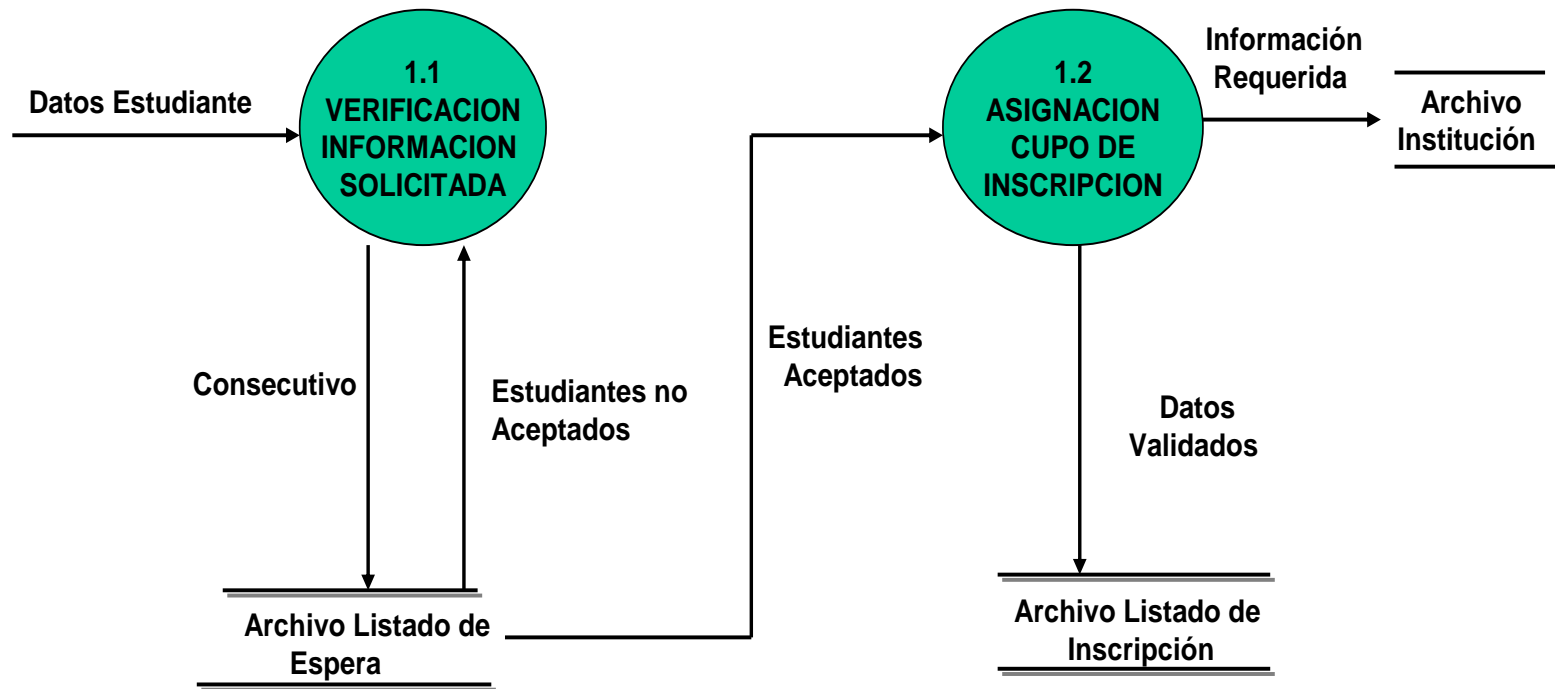 Datos Estudiante
1.1
VERIFICACION
INFORMACION
SOLICITADA
1.2
ASIGNACION
CUPO DE
INSCRIPCION
Información
Requerida
Archivo
Institución
Consecutivo
Estudiantes no
Aceptados
Estudiantes
Aceptados
Datos
Validados
Archivo Listado de
Espera
Archivo Listado de
Inscripción